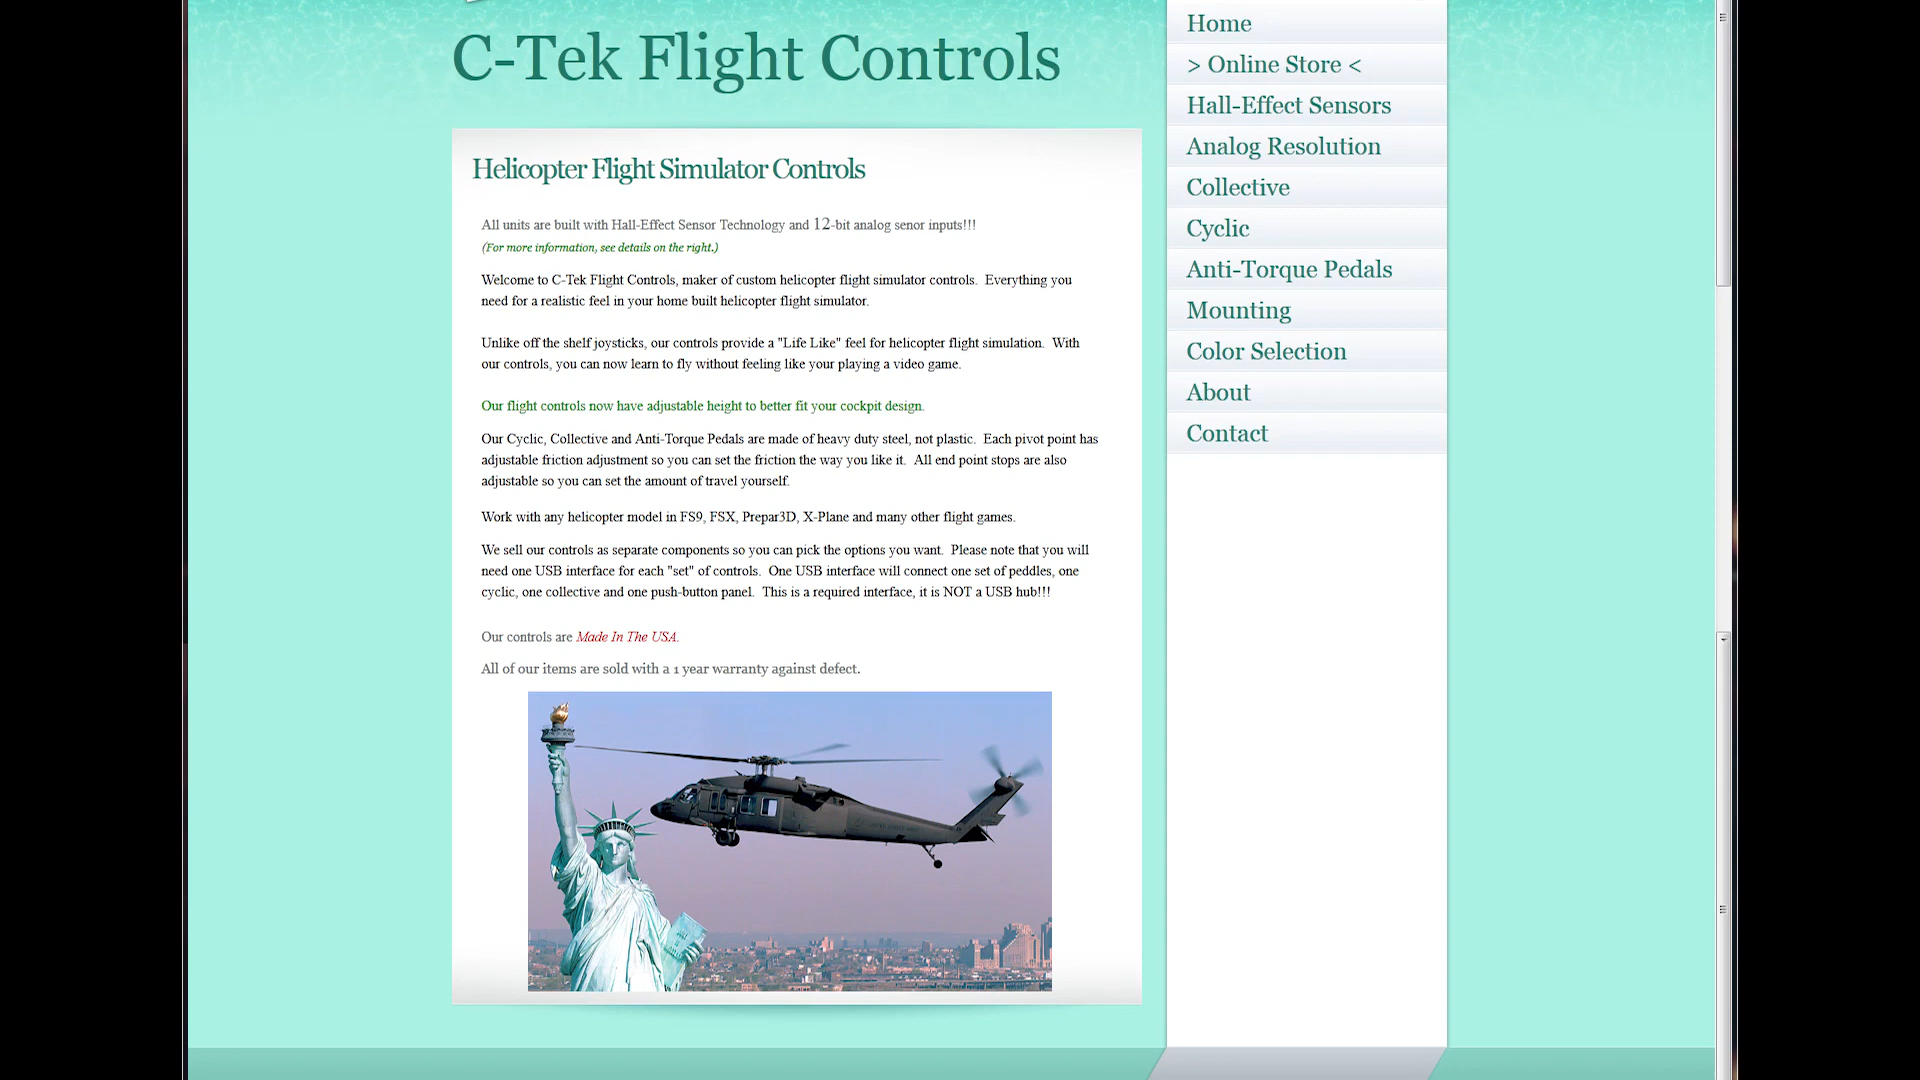 C-Tek Flight Controls
Helicopter Flight Simulator Controls
All units are built with Hall-Effect Sensor Technology and 12-bit analog senor inputs!!!
(For more information, see details on the right.)
Welcome to C-Tek Flight Controls, maker of custom helicopter flight simulator controls.  Everything you
need for a realistic feel in your home built helicopter flight simulator.
Unlike off the shelf joysticks, our controls provide a "Life Like" feel for helicopter flight simulation.  With
our controls, you can now learn to fly without feeling like your playing a video game.
Our flight controls now have adjustable height to better fit your cockpit design.
Our Cyclic, Collective and Anti-Torque Pedals are made of heavy duty steel, not plastic.  Each pivot point has
adjustable friction adjustment so you can set the friction the way you like it.  All end point stops are also
adjustable so you can set the amount of travel yourself.
Work with any helicopter model in FS9, FSX, Prepar3D, X-Plane and many other flight games.
We sell our controls as separate components so you can pick the options you want.  Please note that you will
need one USB interface for each "set" of controls.  One USB interface will connect one set of peddles, one
cyclic, one collective and one push-button panel.  This is a required interface, it is NOT a USB hub!!!
Our controls are Made In The USA.
All of our items are sold with a 1 year warranty against defect.
Home
> Online Store <
Hall-Effect Sensors
Analog Resolution
Collective
Cyclic
Anti-Torque Pedals
Mounting
Color Selection
About
Contact